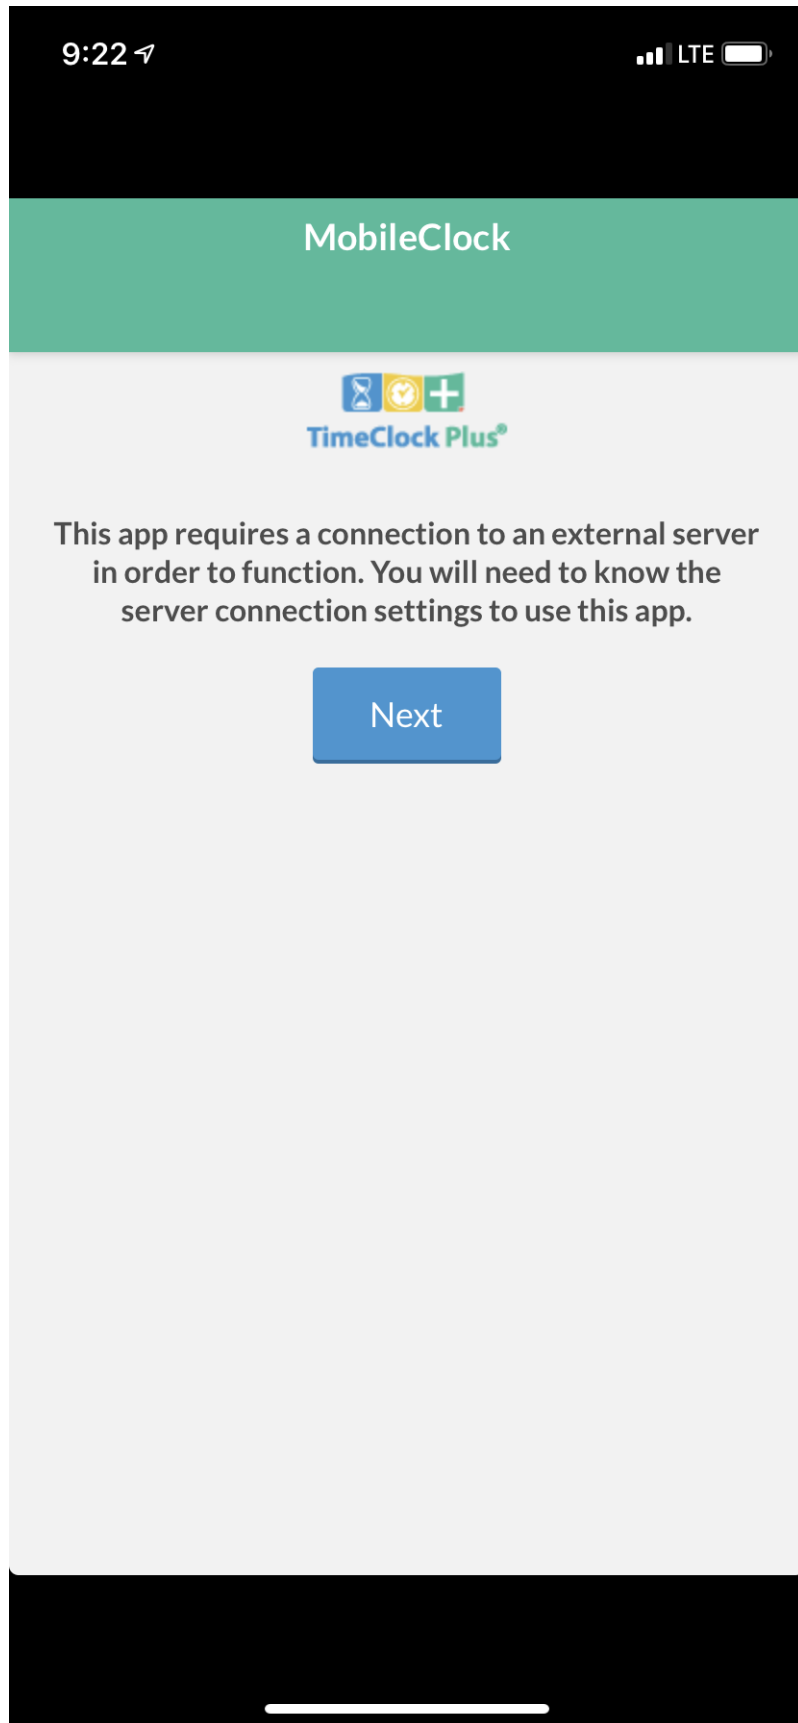 9:22 LTE
MobileClock
TimeClock Plus®
This app requires a connection to an external server
in order to function. You will need to know the
server connection settings to use this app.
Next